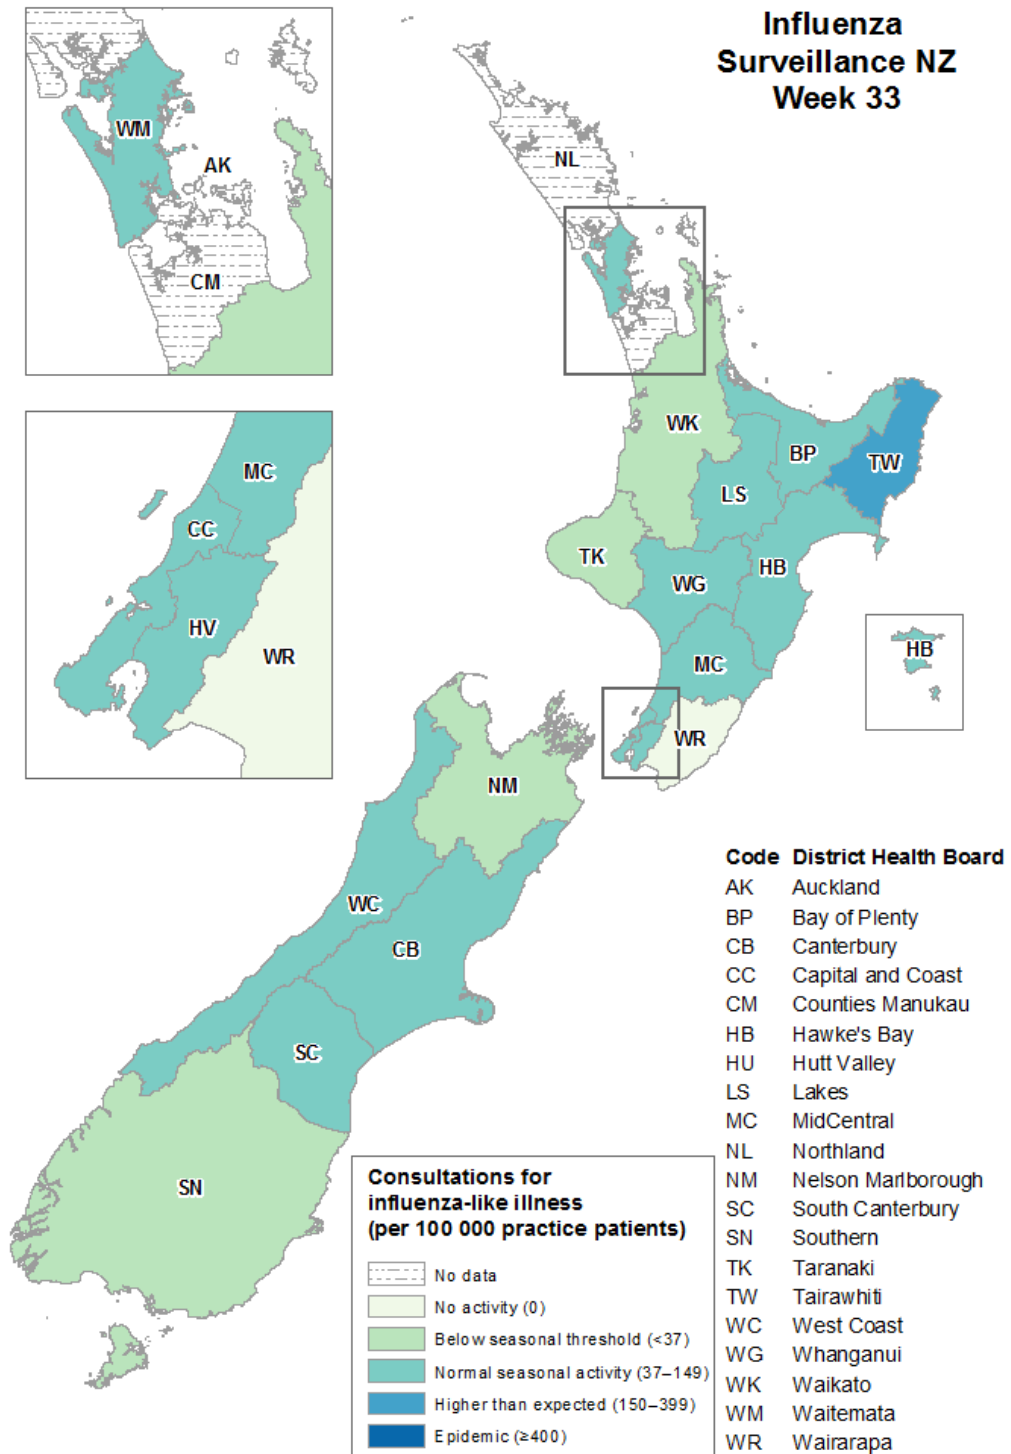 Influenza
Surveillance NZ
Week 33
WM
AK
CM
NL
WK
BP
TW
LS
TK
WG
HB
MC
WR
HB
MC
CC
HV
WR
NM
WC
CB
SC
SN
Code District Health Board
AK Auckland
BP Bay of Plenty
CB Canterbury
CC Capital and Coast
CM Counties Manukau
HB Hawke's Bay
HU Hutt Valley
LS Lakes
MC MidCentral
NL Northland
NM Nelson Marlborough
SC South Canterbury
SN Southern
TK Taranaki
TW Tairawhiti
WC West Coast
WG Whanganui
WK Waikato
WM Waitemata
WR Wairarapa
Consultations for
influenza-like illness
(per 100 000 practice patients)
No data
No activity (0)
Below seasonal threshold (<37)
Normal seasonal activity (37–149)
Higher than expected (150–399)
Epidemic (≥400)